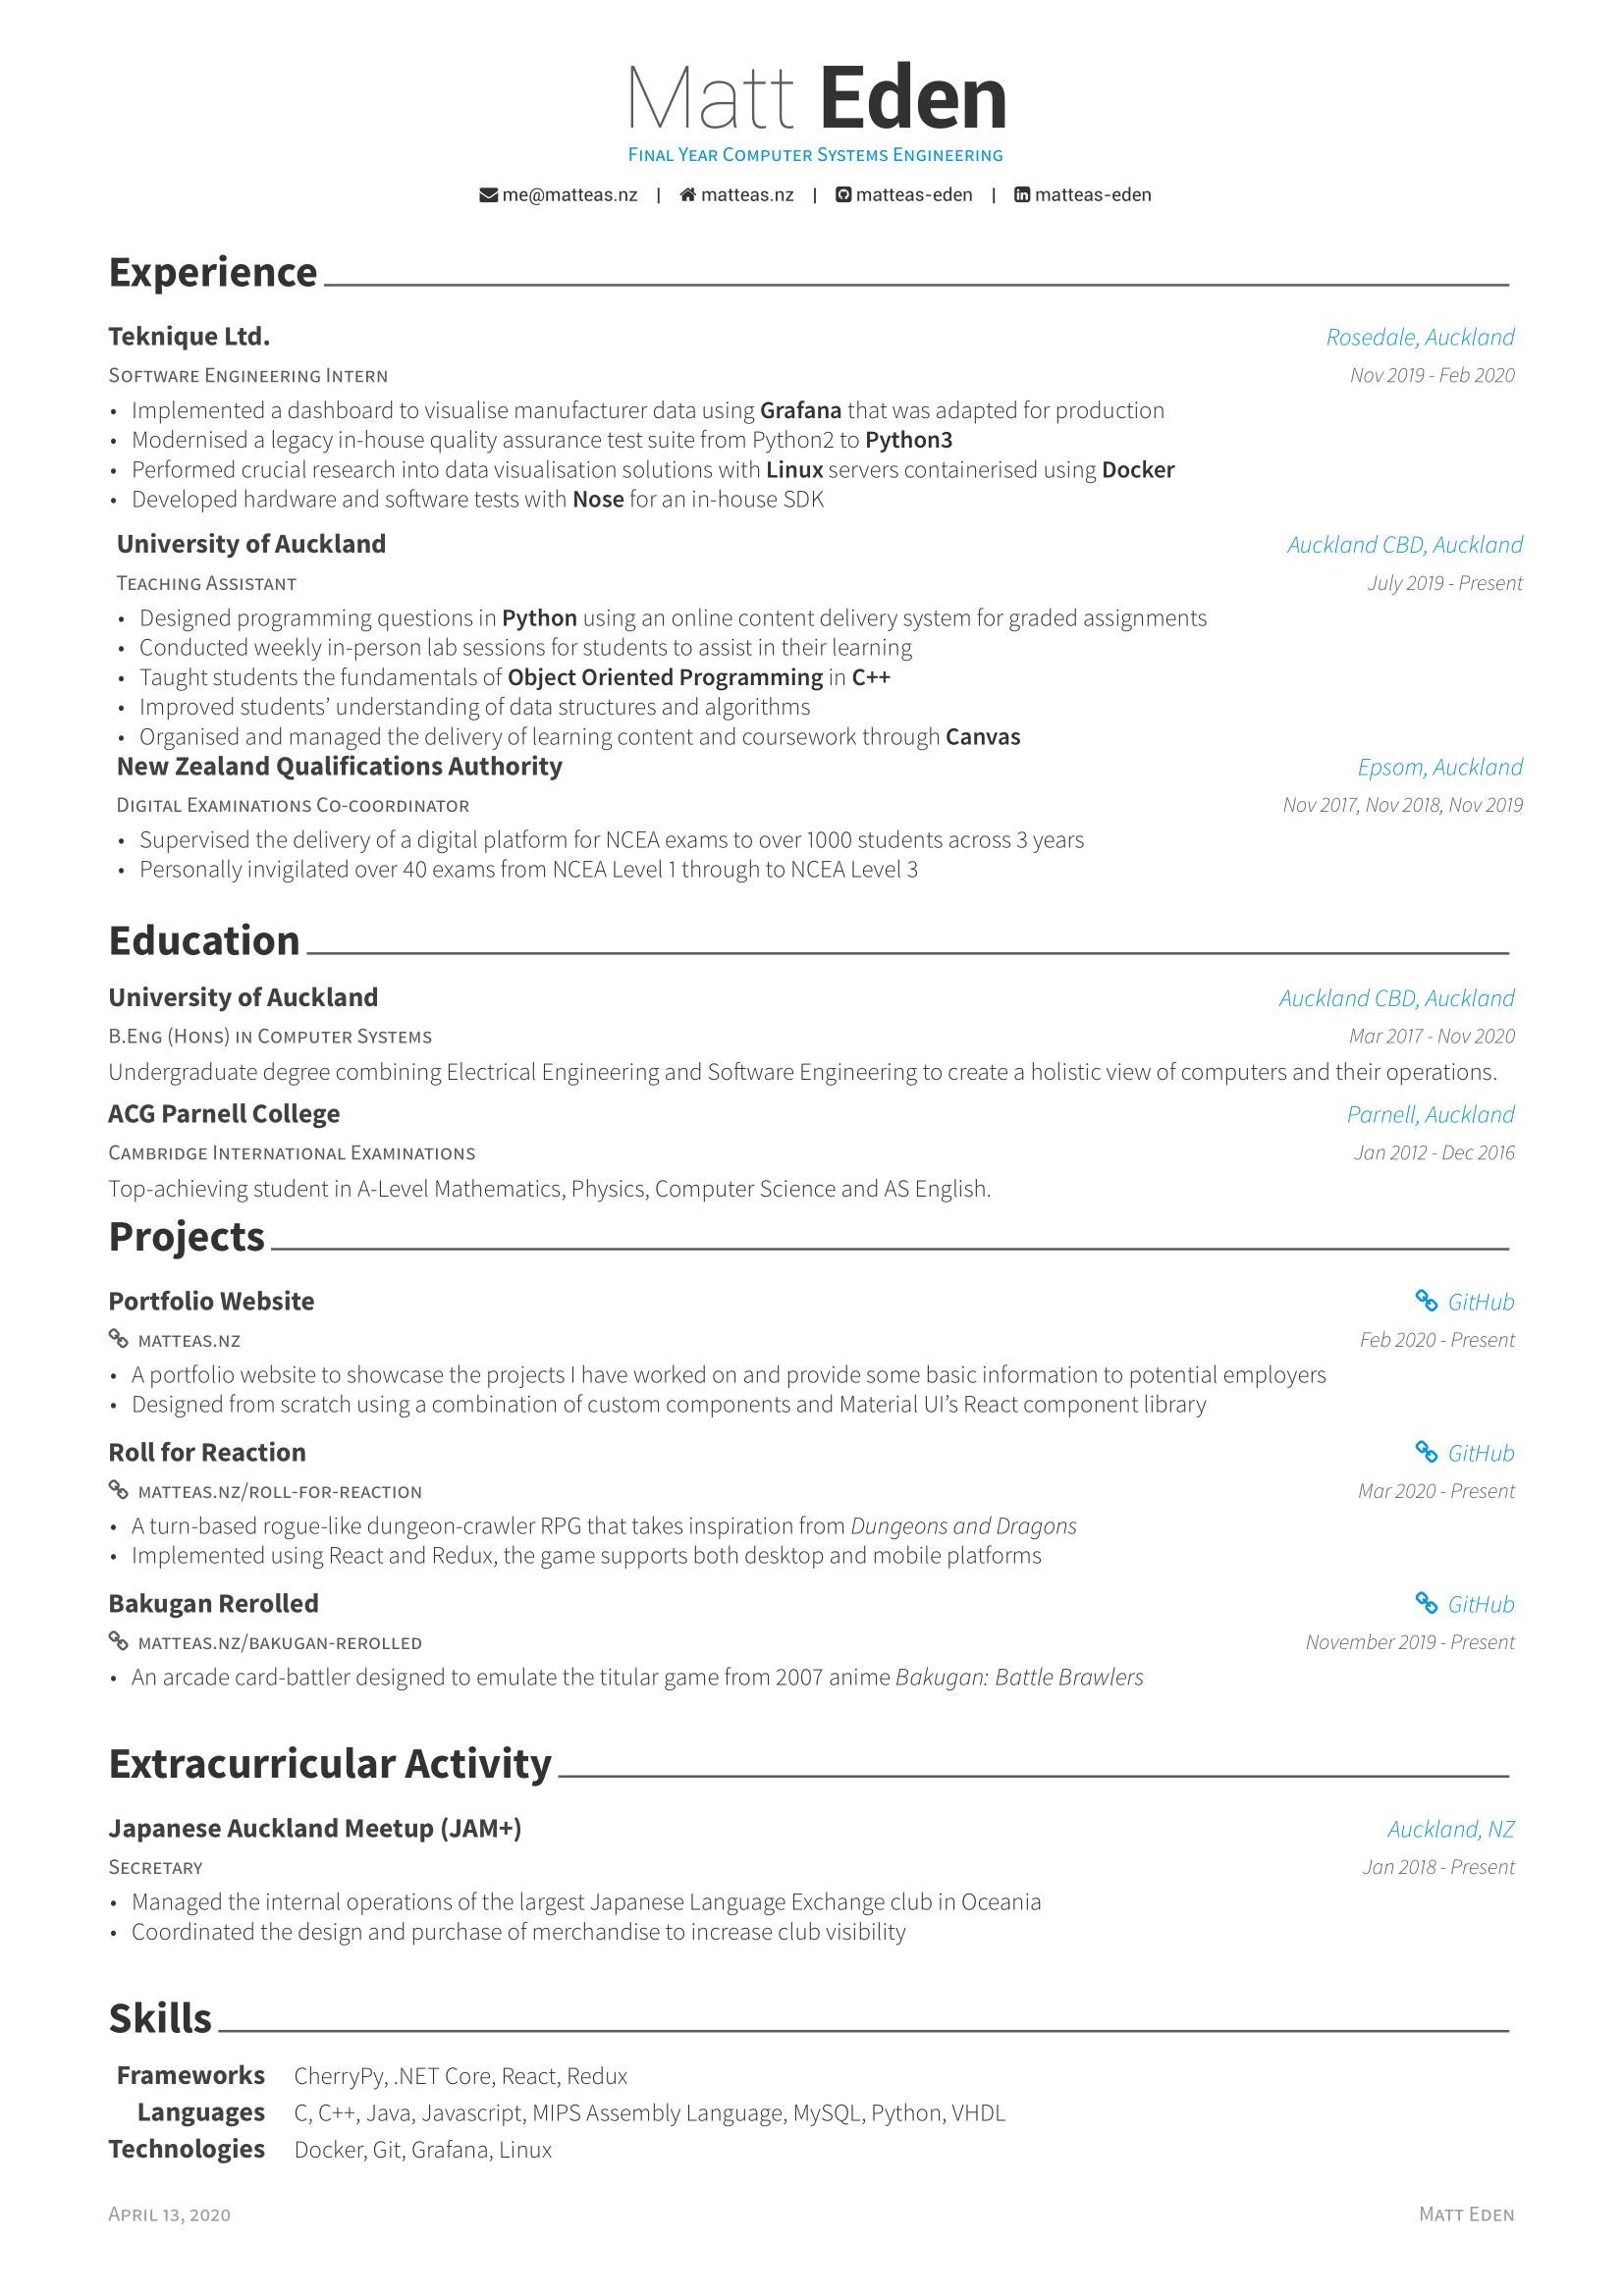 Matt Eden
Final Year Computer Systems Engineering
me@matteas.nz | matteas.nz | matteas-eden | matteas-eden
Experience
Teknique Ltd. Rosedale, Auckland
Software Engineering Intern Nov 2019 - Feb 2020
• Implemented a dashboard to visualise manufacturer data using Grafana that was adapted for production
• Modernised a legacy in-house quality assurance test suite from Python2 to Python3
• Performed crucial research into data visualisation solutions with Linux servers containerised using Docker
• Developed hardware and software tests with Nose for an in-house SDK
University of Auckland Auckland CBD, Auckland
Teaching Assistant July 2019 - Present
• Designed programming questions in Python using an online content delivery system for graded assignments
• Conducted weekly in-person lab sessions for students to assist in their learning
• Taught students the fundamentals of Object Oriented Programming in C++
• Improved students’ understanding of data structures and algorithms
• Organised and managed the delivery of learning content and coursework through Canvas
New Zealand Qualifications Authority Epsom, Auckland
Digital Examinations Co-coordinator Nov 2017, Nov 2018, Nov 2019
• Supervised the delivery of a digital platform for NCEA exams to over 1000 students across 3 years
• Personally invigilated over 40 exams from NCEA Level 1 through to NCEA Level 3
Education
University of Auckland Auckland CBD, Auckland
B.Eng (Hons) in Computer Systems Mar 2017 - Nov 2020
Undergraduate degree combining Electrical Engineering and Software Engineering to create a holistic view of computers and their operations.
ACG Parnell College Parnell, Auckland
Cambridge International Examinations Jan 2012 - Dec 2016
Top-achieving student in A-Level Mathematics, Physics, Computer Science and AS English.
Projects
Portfolio Website GitHub
matteas.nz Feb 2020 - Present
• A portfolio website to showcase the projects I have worked on and provide some basic information to potential employers
• Designed from scratch using a combination of custom components and Material UI’s React component library
Roll for Reaction GitHub
matteas.nz/roll-for-reaction Mar 2020 - Present
• A turn-based rogue-like dungeon-crawler RPG that takes inspiration from Dungeons and Dragons
• Implemented using React and Redux, the game supports both desktop and mobile platforms
Bakugan Rerolled GitHub
matteas.nz/bakugan-rerolled November 2019 - Present
• An arcade card-battler designed to emulate the titular game from 2007 anime Bakugan: Battle Brawlers
Extracurricular Activity
Japanese Auckland Meetup (JAM+) Auckland, NZ
Secretary Jan 2018 - Present
• Managed the internal operations of the largest Japanese Language Exchange club in Oceania
• Coordinated the design and purchase of merchandise to increase club visibility
Skills
Frameworks CherryPy, .NET Core, React, Redux
Languages C, C++, Java, Javascript, MIPS Assembly Language, MySQL, Python, VHDL
Technologies Docker, Git, Grafana, Linux
April 13, 2020 Matt Eden